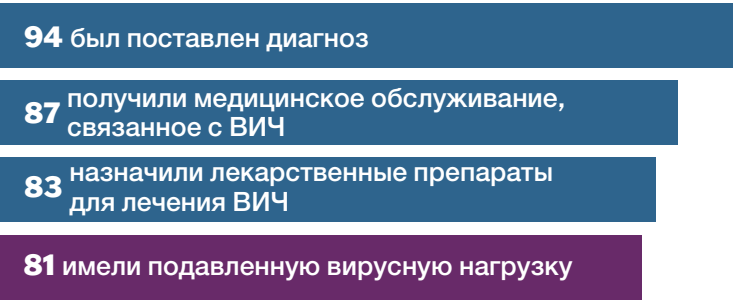 94 был поставлен диагноз
87 получили медицинское обслуживание,
связанное с ВИЧ
83 назначили лекарственные препараты
для лечения ВИЧ
81 имели подавленную вирусную нагрузку